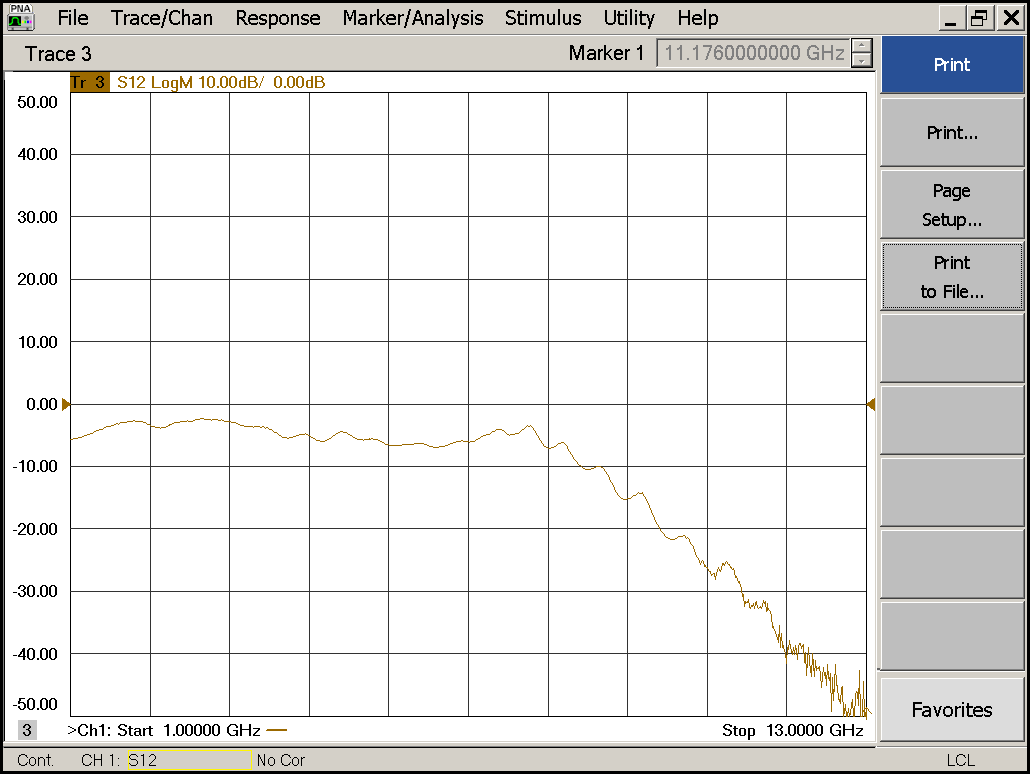 PNA File Trace/Chan Response Marker/Analysis Stimulus Utility Help
Trace 3 Marker 1 11.1760000000 GHz
Print
Tr 3 S12 LogM 10.00dB/ 0.00dB
50.00
Print...
40.00
Page
Setup...
30.00
Print
to File...
20.00
10.00
0.00
-10.00
-20.00
-30.00
-40.00
-50.00
Favorites
3 >Ch1: Start 1.00000 GHz Stop 13.0000 GHz
Cont. CH 1: S12 No Cor LCL